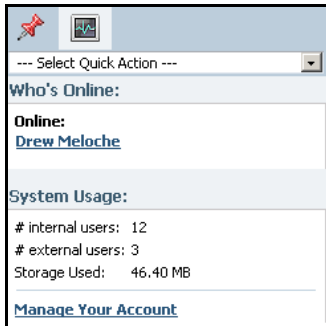 --- Select Quick Action ---
Who's Online:
Online:
Drew Meloche
System Usage:
# internal users: 12
# external users: 3
Storage Used: 46.40 MB
Manage Your Account